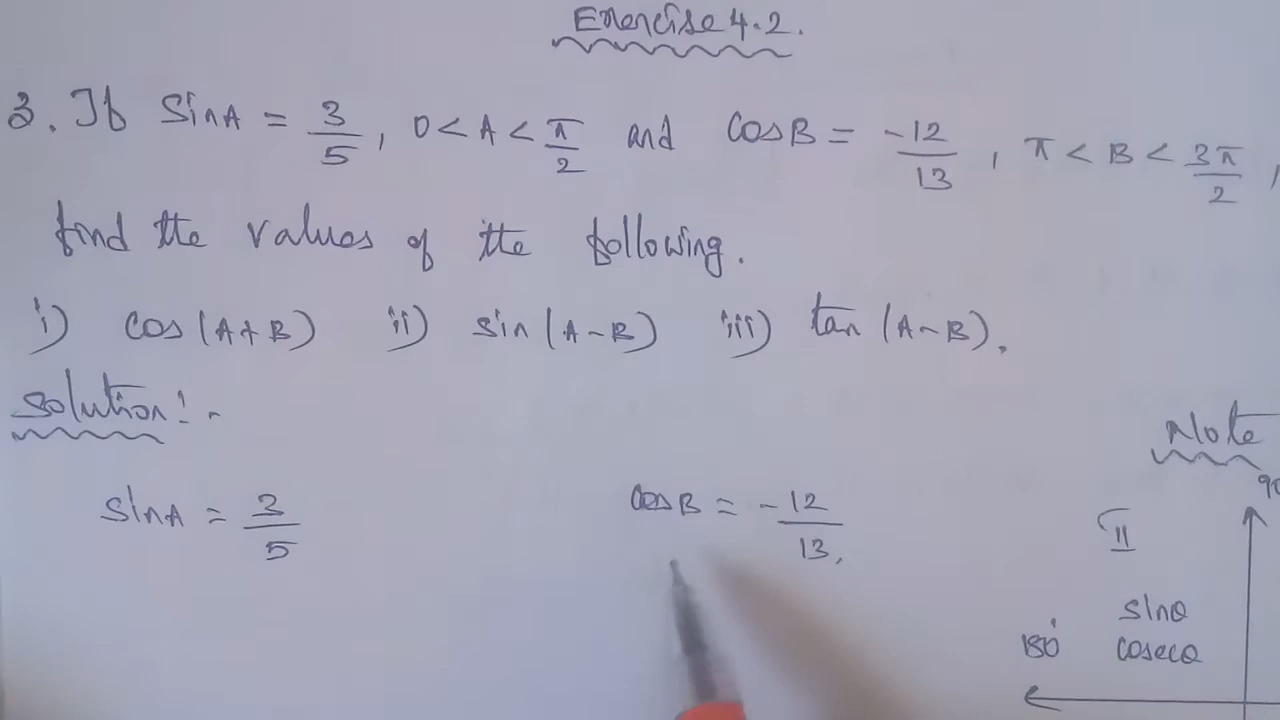 Exercise 4.2.
3. If sinA = 3/5, 0 < A < π/2 and cosB = -12/13, π < B < 3π/2,
find the values of the following.
i) cos(A+B) ii) sin(A-B) iii) tan(A-B).
Solution:-
Note
sinA = 3/5 cosB = -12/13,
90
II
sinθ
180° cosecθ